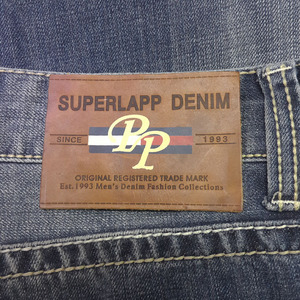 SUPERLAPP DENIM
SINCE BP 1993
ORIGINAL REGISTERED TRADE MARK
Est. 1993 Men's Denim Fashion Collections